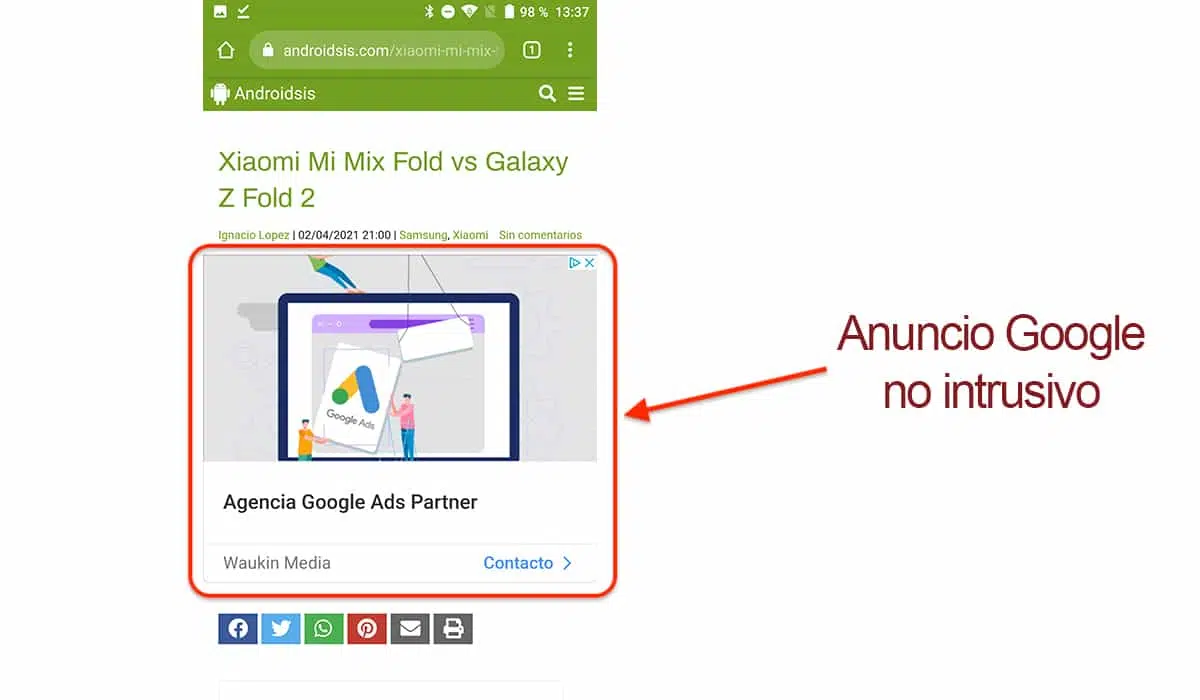 98 % 13:37
androidsis.com/xiaomi-mi-mix-
1
Androidsis
Xiaomi Mi Mix Fold vs Galaxy
Z Fold 2
Ignacio Lopez | 02/04/2021 21:00 | Samsung, Xiaomi Sin comentarios
Google Ads
Agencia Google Ads Partner
Waukin Media Contacto
Anuncio Google
no intrusivo